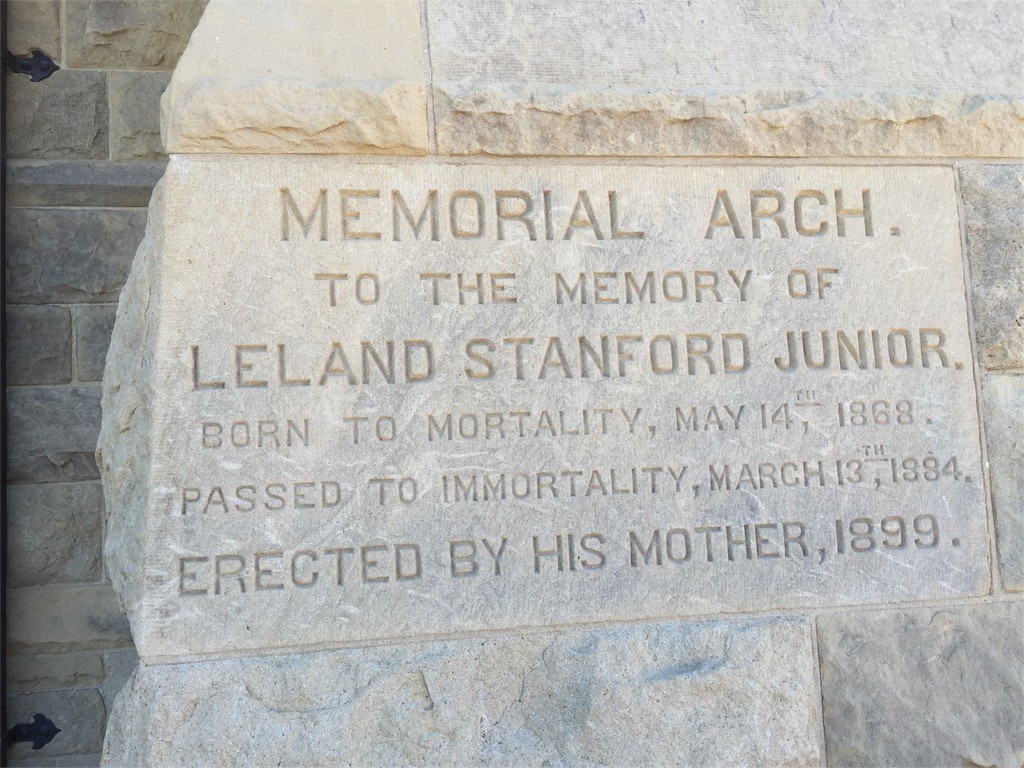 MEMORIAL ARCH.
TO THE MEMORY OF
LELAND STANFORD JUNIOR.
BORN TO MORTALITY, MAY 14TH, 1868.
PASSED TO IMMORTALITY, MARCH 13TH, 1884.
ERECTED BY HIS MOTHER, 1899.